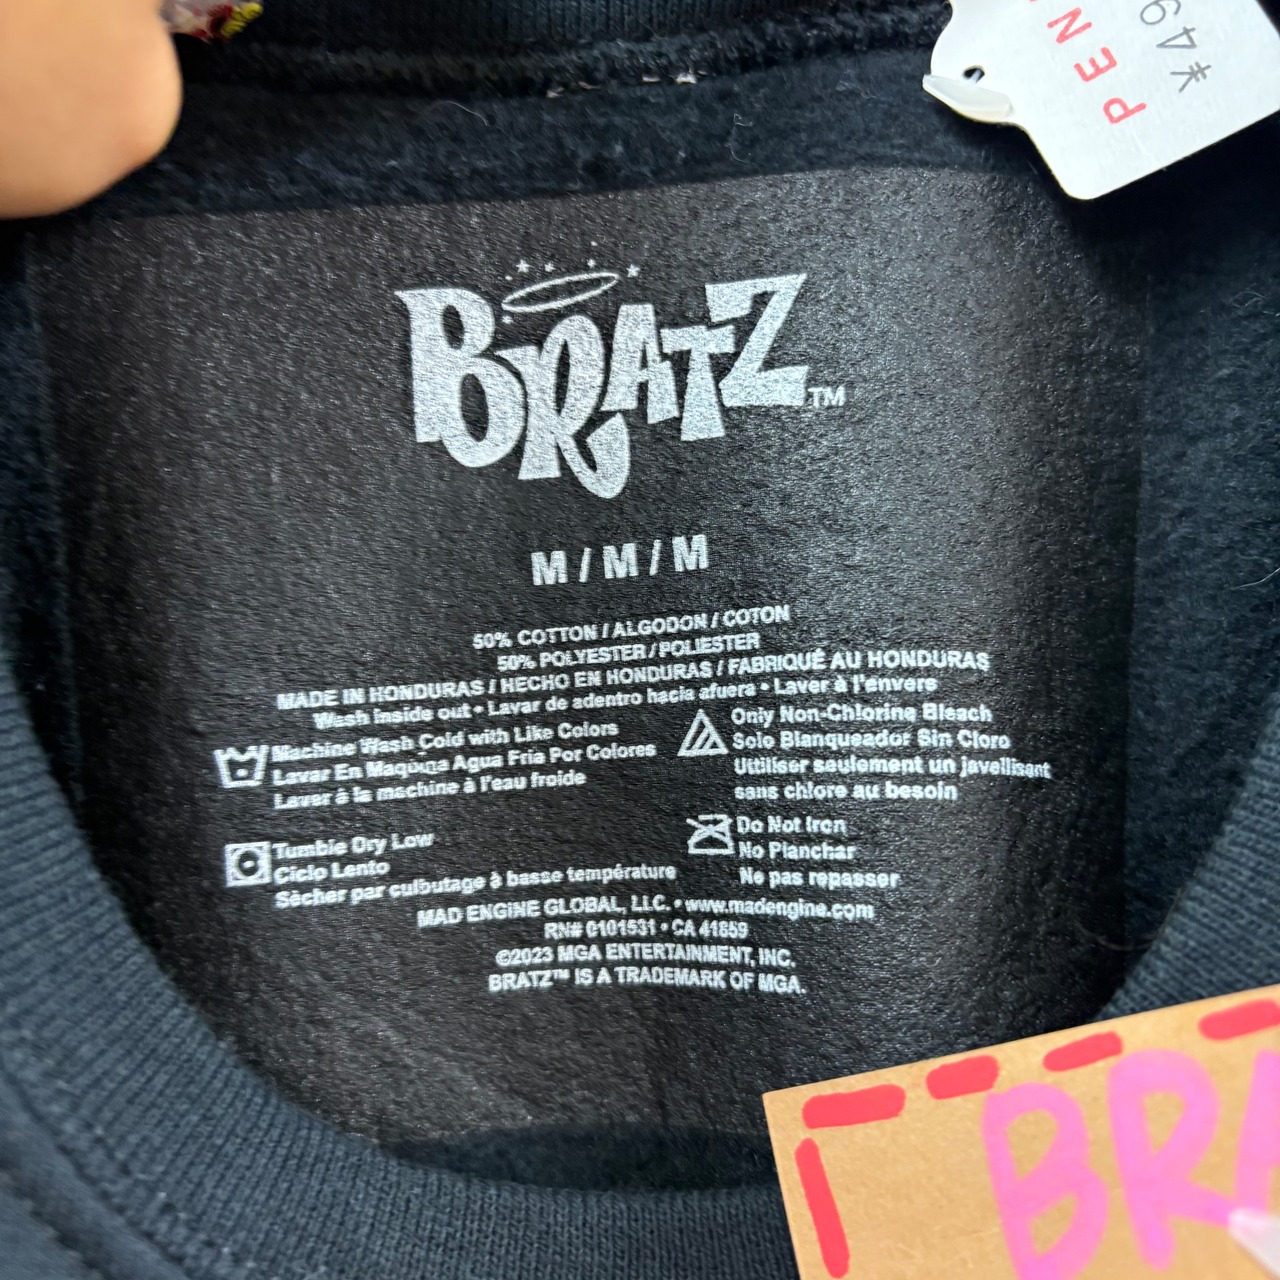 PEN
¥49
BRATZ™
M / M / M
50% COTTON / ALGODON / COTON
50% POLYESTER / POLIESTER
MADE IN HONDURAS / HECHO EN HONDURAS / FABRIQUÉ AU HONDURAS
Wash inside out • Lavar de adentro hacia afuera • Laver à l'envers
Machine Wash Cold with Like Colors
Lavar En Maquina Agua Fria Por Colores
Laver à la machine à l'eau froide
Only Non-Chlorine Bleach
Solo Blanqueador Sin Cloro
Utiliser seulement un javellisant
sans chlore au besoin
Tumble Dry Low
Ciclo Lento
Sècher par culbutage à basse température
Do Not Iron
No Planchar
Ne pas repasser
MAD ENGINE GLOBAL, LLC. • www.madengine.com
RN# 0101531 • CA 41859
©2023 MGA ENTERTAINMENT, INC.
BRATZ™ IS A TRADEMARK OF MGA.
BRA